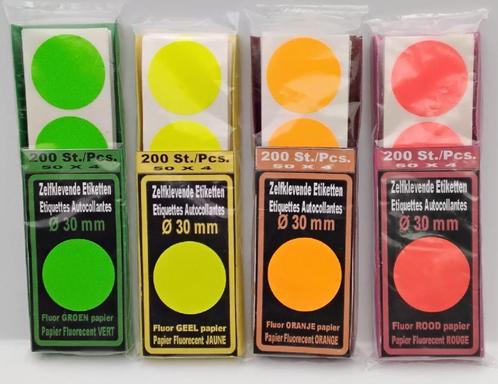 200 St./Pcs.
50 X 4
Zelfklevende Etiketten
Etiquettes Autocollantes
Ø 30 mm
Fluor GROEN papier
Papier Fluorecent VERT
200 St./Pcs.
50 X 4
Zelfklevende Etiketten
Etiquettes Autocollantes
Ø 30 mm
Fluor GEEL papier
Papier Fluorecent JAUNE
200 St./Pcs.
50 X 4
Zelfklevende Etiketten
Etiquettes Autocollantes
Ø 30 mm
Fluor ORANJE papier
Papier Fluorecent ORANGE
200 St./Pcs.
50 X 4
Zelfklevende Etiketten
Etiquettes Autocollantes
Ø 30 mm
Fluor ROOD papier
Papier Fluorecent ROUGE